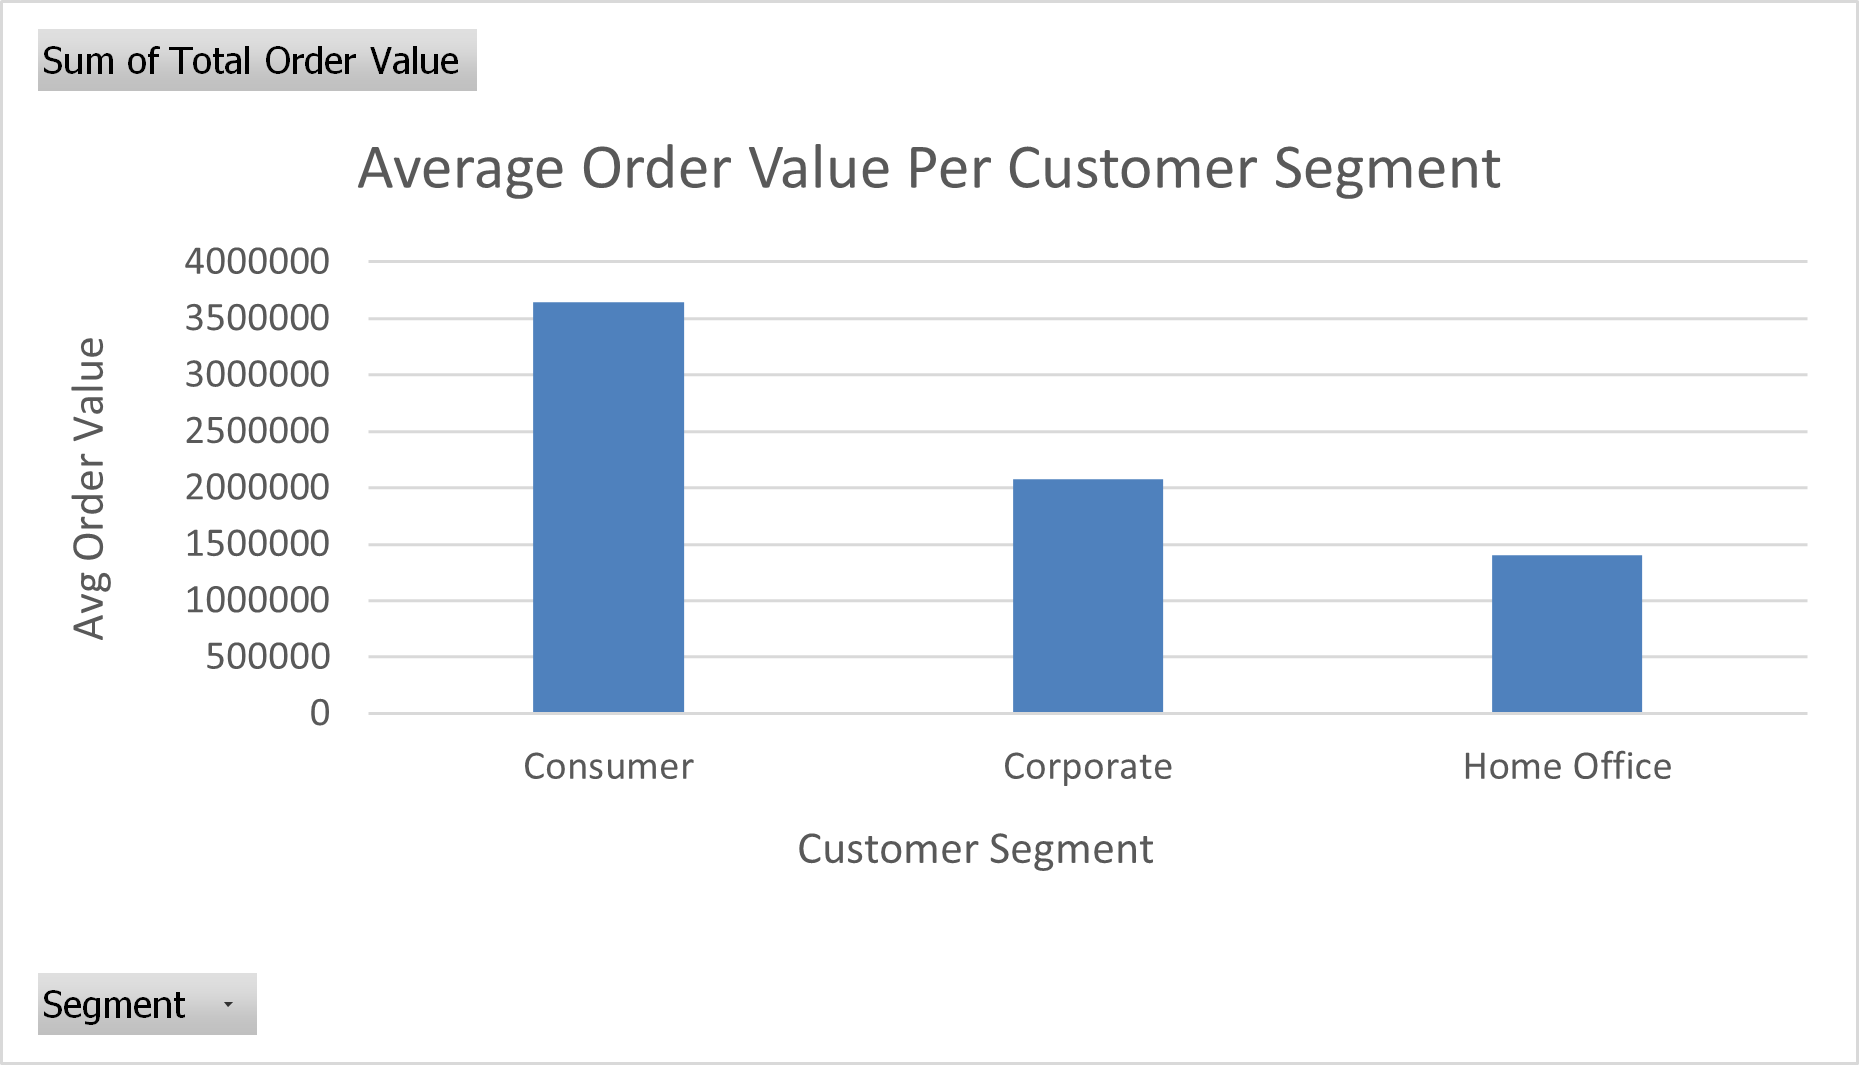 Sum of Total Order Value
Average Order Value Per Customer Segment
Avg Order Value
4000000
3500000
3000000
2500000
2000000
1500000
1000000
500000
0
Consumer Corporate Home Office
Customer Segment
Segment